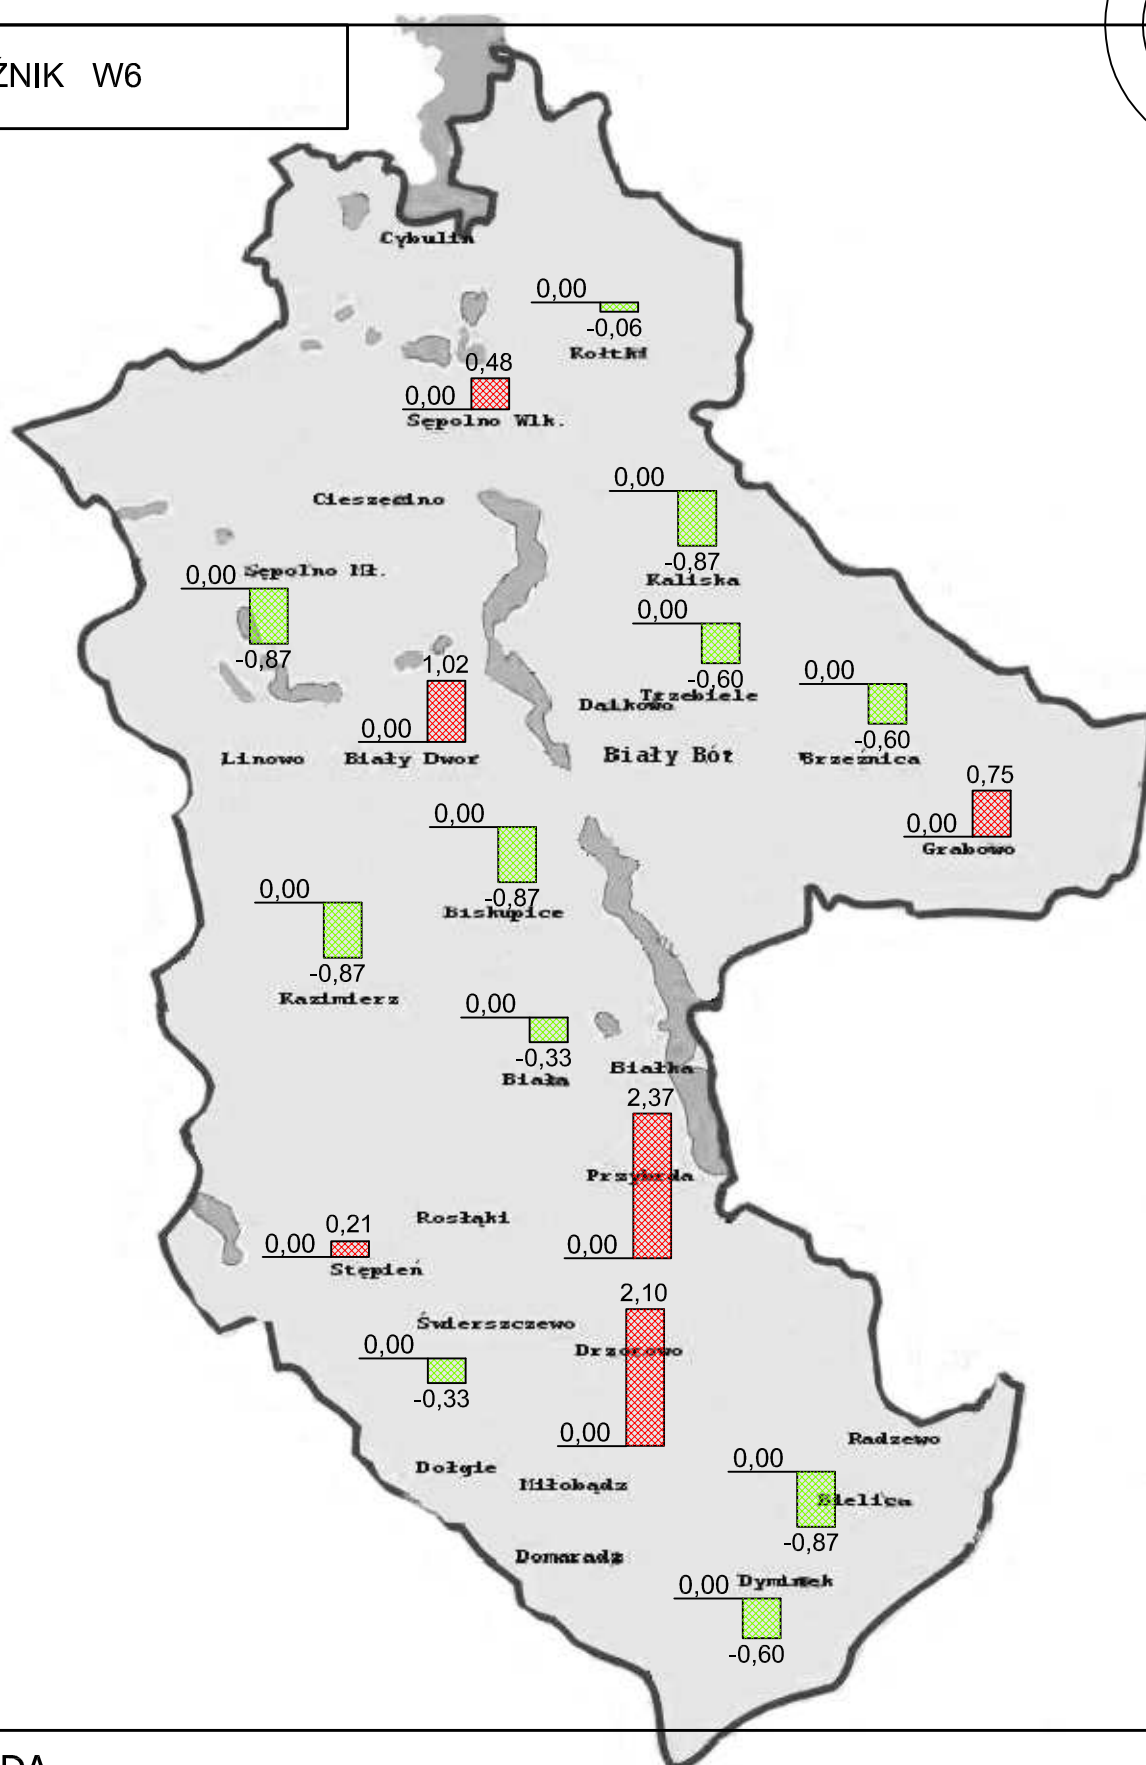 ŹNIK W6
Cybulin
0,00
-0,06
Kołtki
0,48
0,00
Sępolno Wlk.
0,00
-0,87
Kaliska
Cieszęcino
0,00
Sępolno Mł.
-0,87
0,00
-0,60
Trzebiele
Dalkowo
1,02
0,00
Linowo
Biały Dwor
Biały Bór
0,00
-0,60
Brzeźnica
0,75
0,00
Grabowo
0,00
-0,87
Biskupice
0,00
-0,87
Kazimierz
0,00
-0,33
Biała
Białka
2,37
Przybrda
0,00
Rosłąki
0,21
0,00
Stępień
2,10
Świerszczewo
Drzonowo
0,00
-0,33
0,00
Radzewo
Dołgie
Miłobądz
0,00
Bielica
-0,87
Domaradz
0,00
Dyminek
-0,60
DA